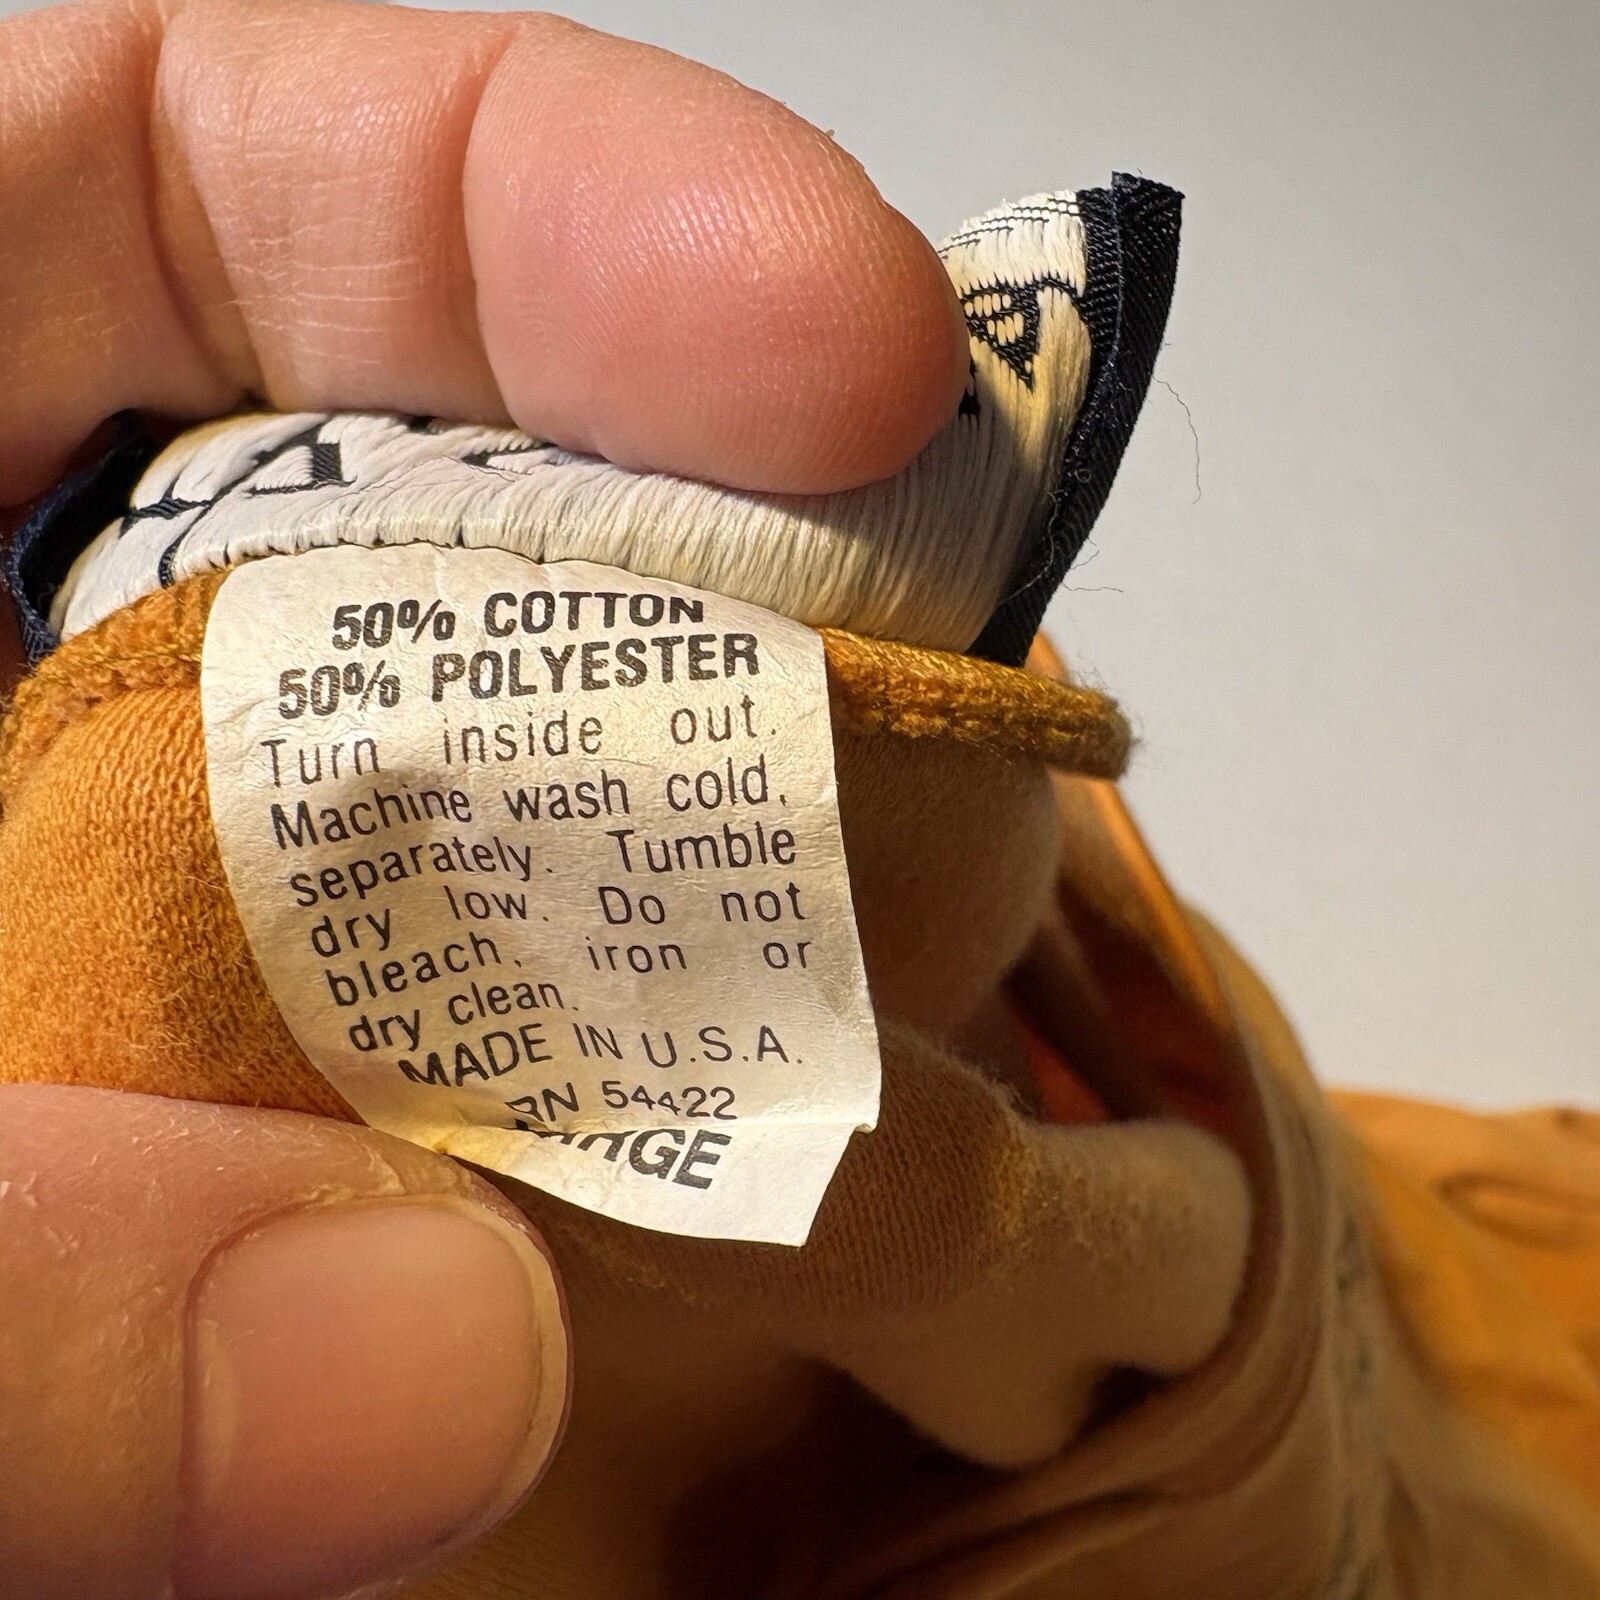 50% COTTON
50% POLYESTER
Turn inside out.
Machine wash cold,
separately. Tumble
dry low. Do not
bleach, iron or
dry clean.
MADE IN U.S.A.
RN 54422